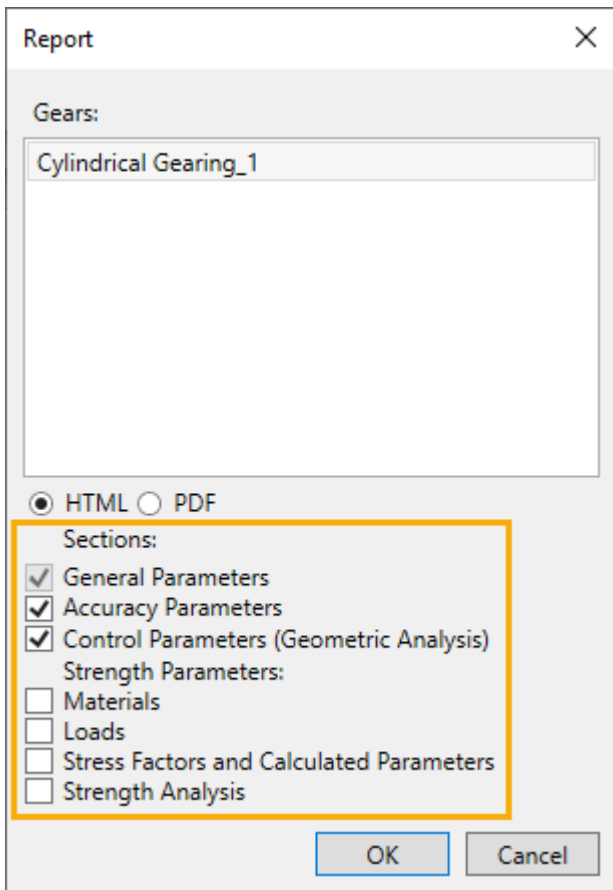 Report
Gears:
Cylindrical Gearing_1
HTML PDF
Sections:
General Parameters
Accuracy Parameters
Control Parameters (Geometric Analysis)
Strength Parameters:
Materials
Loads
Stress Factors and Calculated Parameters
Strength Analysis
OK Cancel